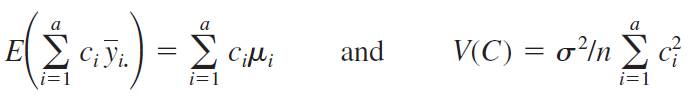 E(∑_{i=1}^{a} c_i ȳ_{i.}) = ∑_{i=1}^{a} c_i μ_i and V(C) = σ²/n ∑_{i=1}^{a} c_i²